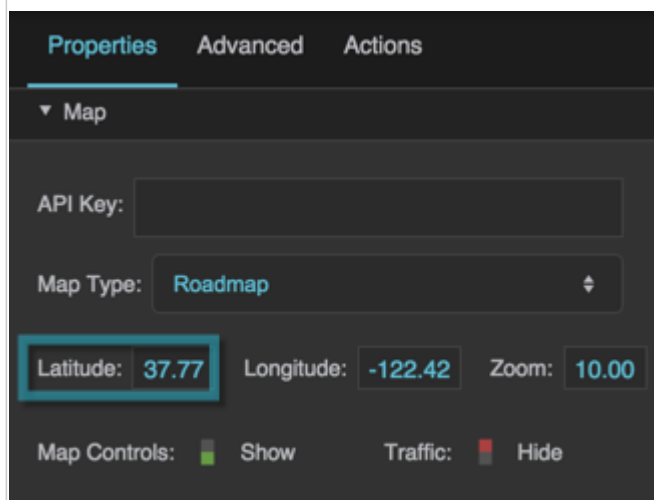 Properties Advanced Actions
Map
API Key:
Map Type: Roadmap
Latitude: 37.77 Longitude: -122.42 Zoom: 10.00
Map Controls: Show Traffic: Hide